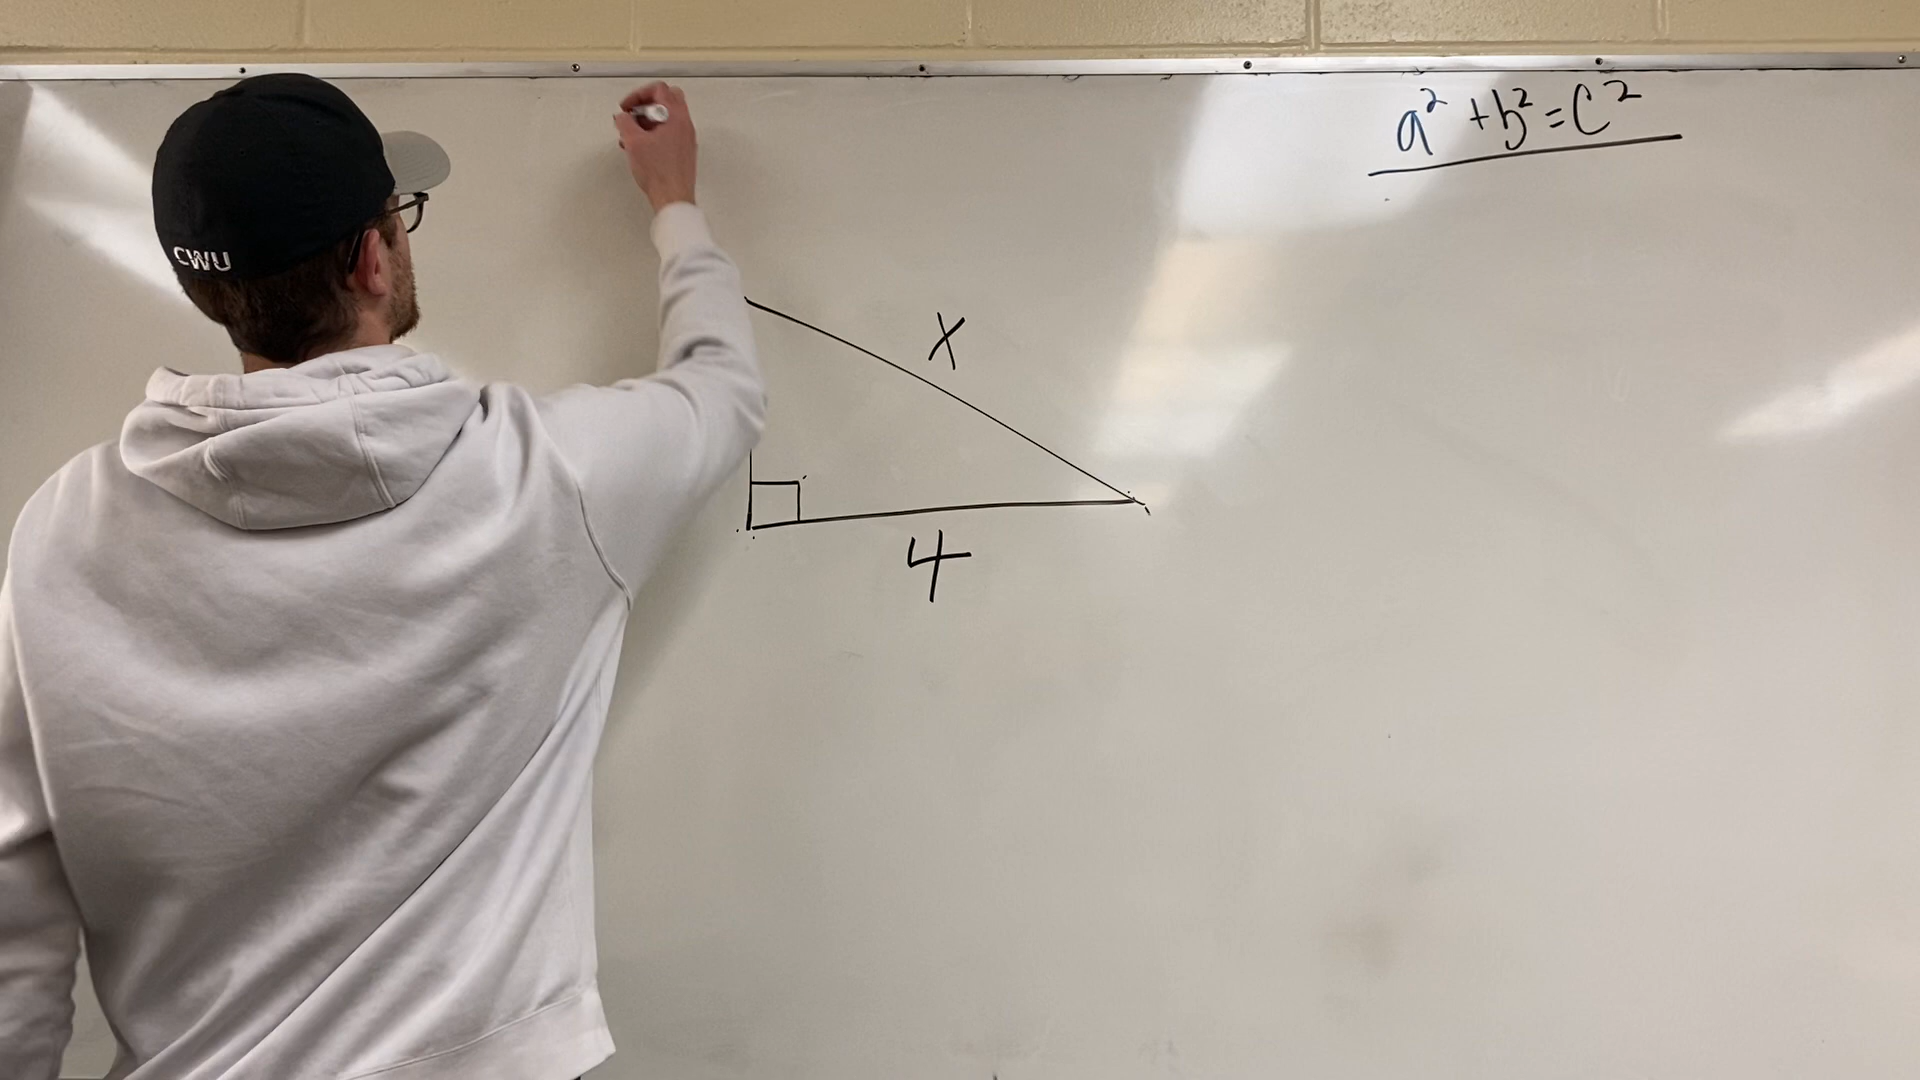 a² + b² = c²
CWU
x
4